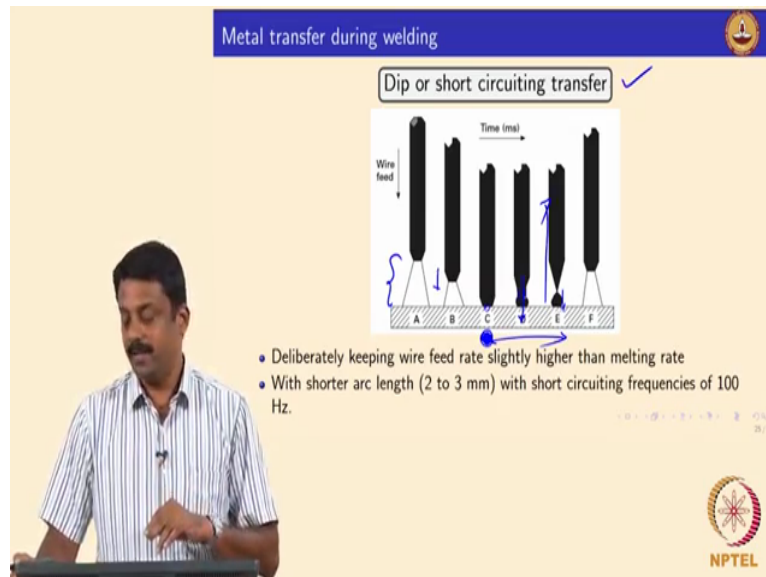 Metal transfer during welding
Dip or short circuiting transfer
Time (ms)
Wire
feed
A B C D E F
Deliberately keeping wire feed rate slightly higher than melting rate
With shorter arc length (2 to 3 mm) with short circuiting frequencies of 100
Hz.
NPTEL